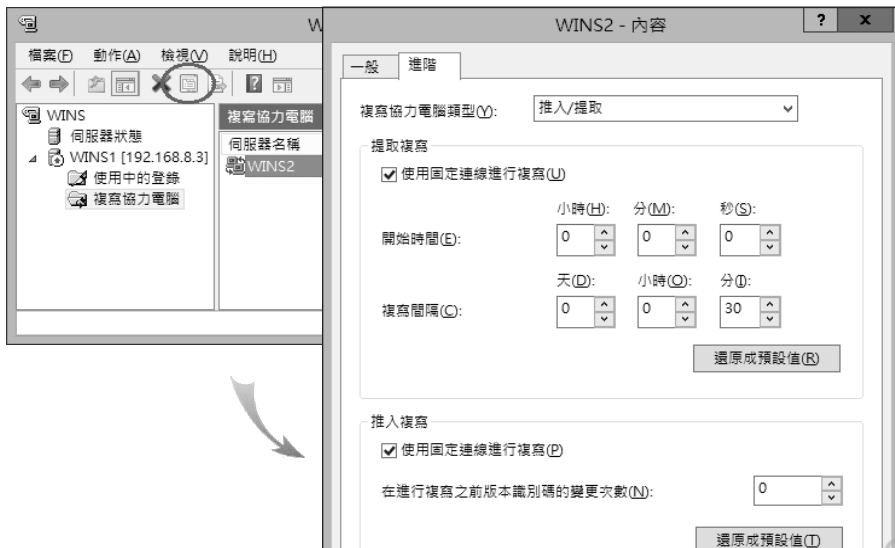 W
檔案(F) 動作(A) 檢視(V) 說明(H)
WINS
伺服器狀態
WINS1 [192.168.8.3]
使用中的登錄
複寫協力電腦
複寫協力電腦
伺服器名稱
WINS2
WINS2 - 內容
? x
一般 進階
複寫協力電腦類型(Y): 推入/提取
提取複寫
使用固定連線進行複寫(U)
小時(H): 分(M): 秒(S):
開始時間(E): 0 0 0
天(D): 小時(O): 分(I):
複寫間隔(C): 0 0 30
還原成預設值(R)
推入複寫
使用固定連線進行複寫(P)
在進行複寫之前版本識別碼的變更次數(N): 0
還原成預設值(T)